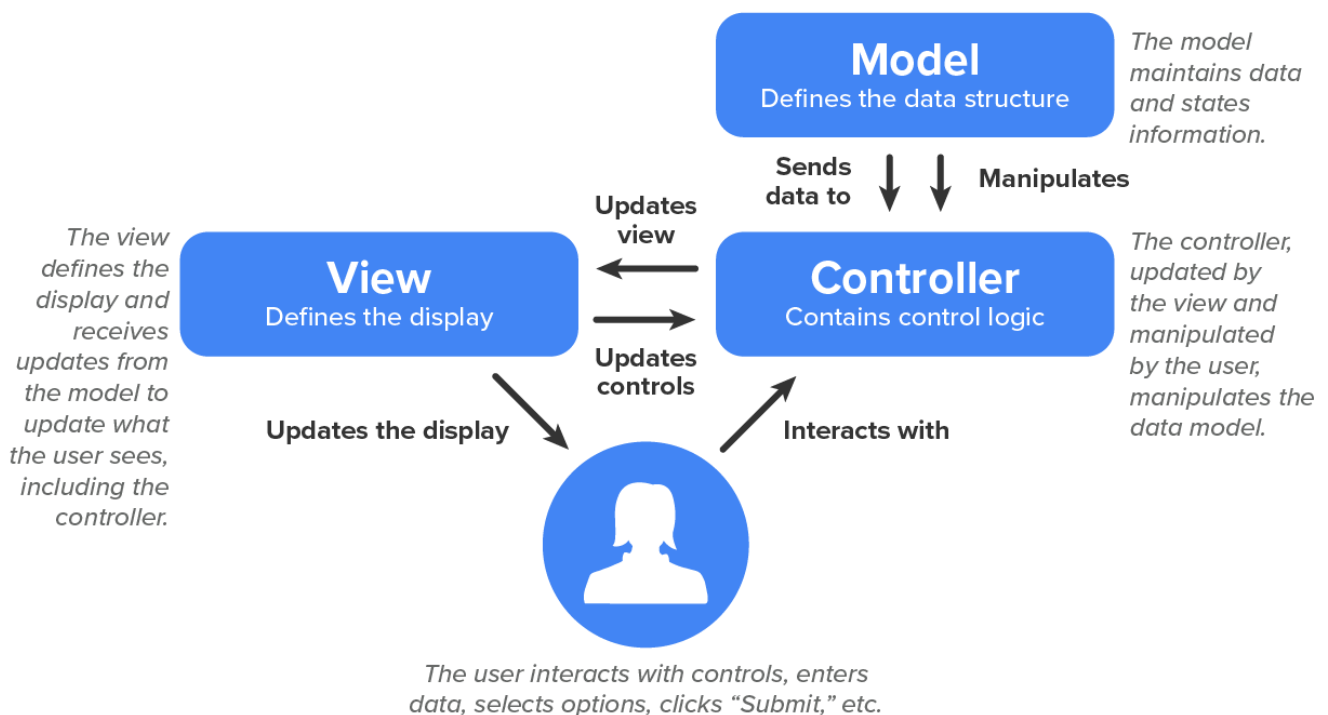 Model
Defines the data structure
The model
maintains data
and states
information.
Sends
data to
Manipulates
Updates
view
The view
defines the
display and
receives
updates from
the model to
update what
the user sees,
including the
controller.
View
Defines the display
Controller
Contains control logic
The controller,
updated by
the view and
manipulated
by the user,
manipulates the
data model.
Updates
controls
Updates the display
Interacts with
The user interacts with controls, enters
data, selects options, clicks “Submit,” etc.